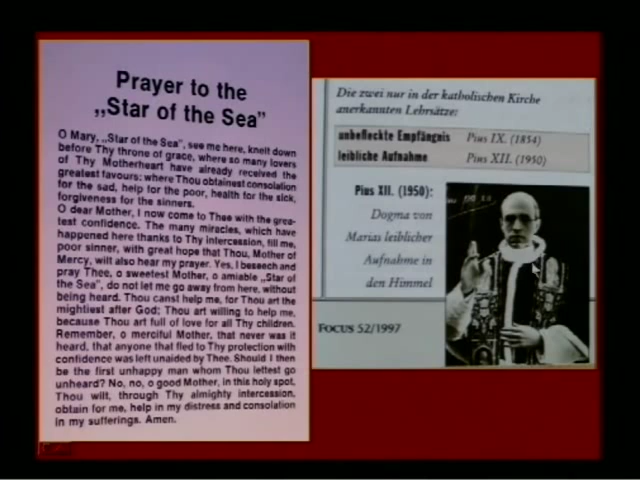 Prayer to the
„Star of the Sea”
O Mary, „Star of the Sea”, see me here, knelt down
before Thy throne of grace, where so many lovers
of Thy Motherheart have already received the
greatest favours: where Thou obtainest consolation
for the sad, help for the poor, health for the sick,
forgiveness for the sinners.
O dear Mother, I now come to Thee with the grea-
test confidence. The many miracles, which have
happened here thanks to Thy intercession, fill me,
poor sinner, with great hope that Thou, Mother of
Mercy, will also hear my prayer. Yes, I beseech and
pray Thee, o sweetest Mother, o amiable „Star of
the Sea”, do not let me go away from here, without
being heard. Thou canst help me, for Thou art the
mightiest after God; Thou art willing to help me,
because Thou art full of love for all Thy children.
Remember, o merciful Mother, that never was it
heard, that anyone that fled to Thy protection with
confidence was left unaided by Thee. Should I then
be the first unhappy man whom Thou lettest go
unheard? No, no, o good Mother, in this holy spot,
Thou wilt, through Thy almighty intercession,
obtain for me, help in my distress and consolation
in my sufferings. Amen.
Die zwei nur in der katholischen Kirche
anerkannten Lehrsätze:
unbefleckte Empfängnis Pius IX. (1854)
leibliche Aufnahme Pius XII. (1950)
Pius XII. (1950):
Dogma von
Marias leiblicher
Aufnahme in
den Himmel
FOCUS 52/1997